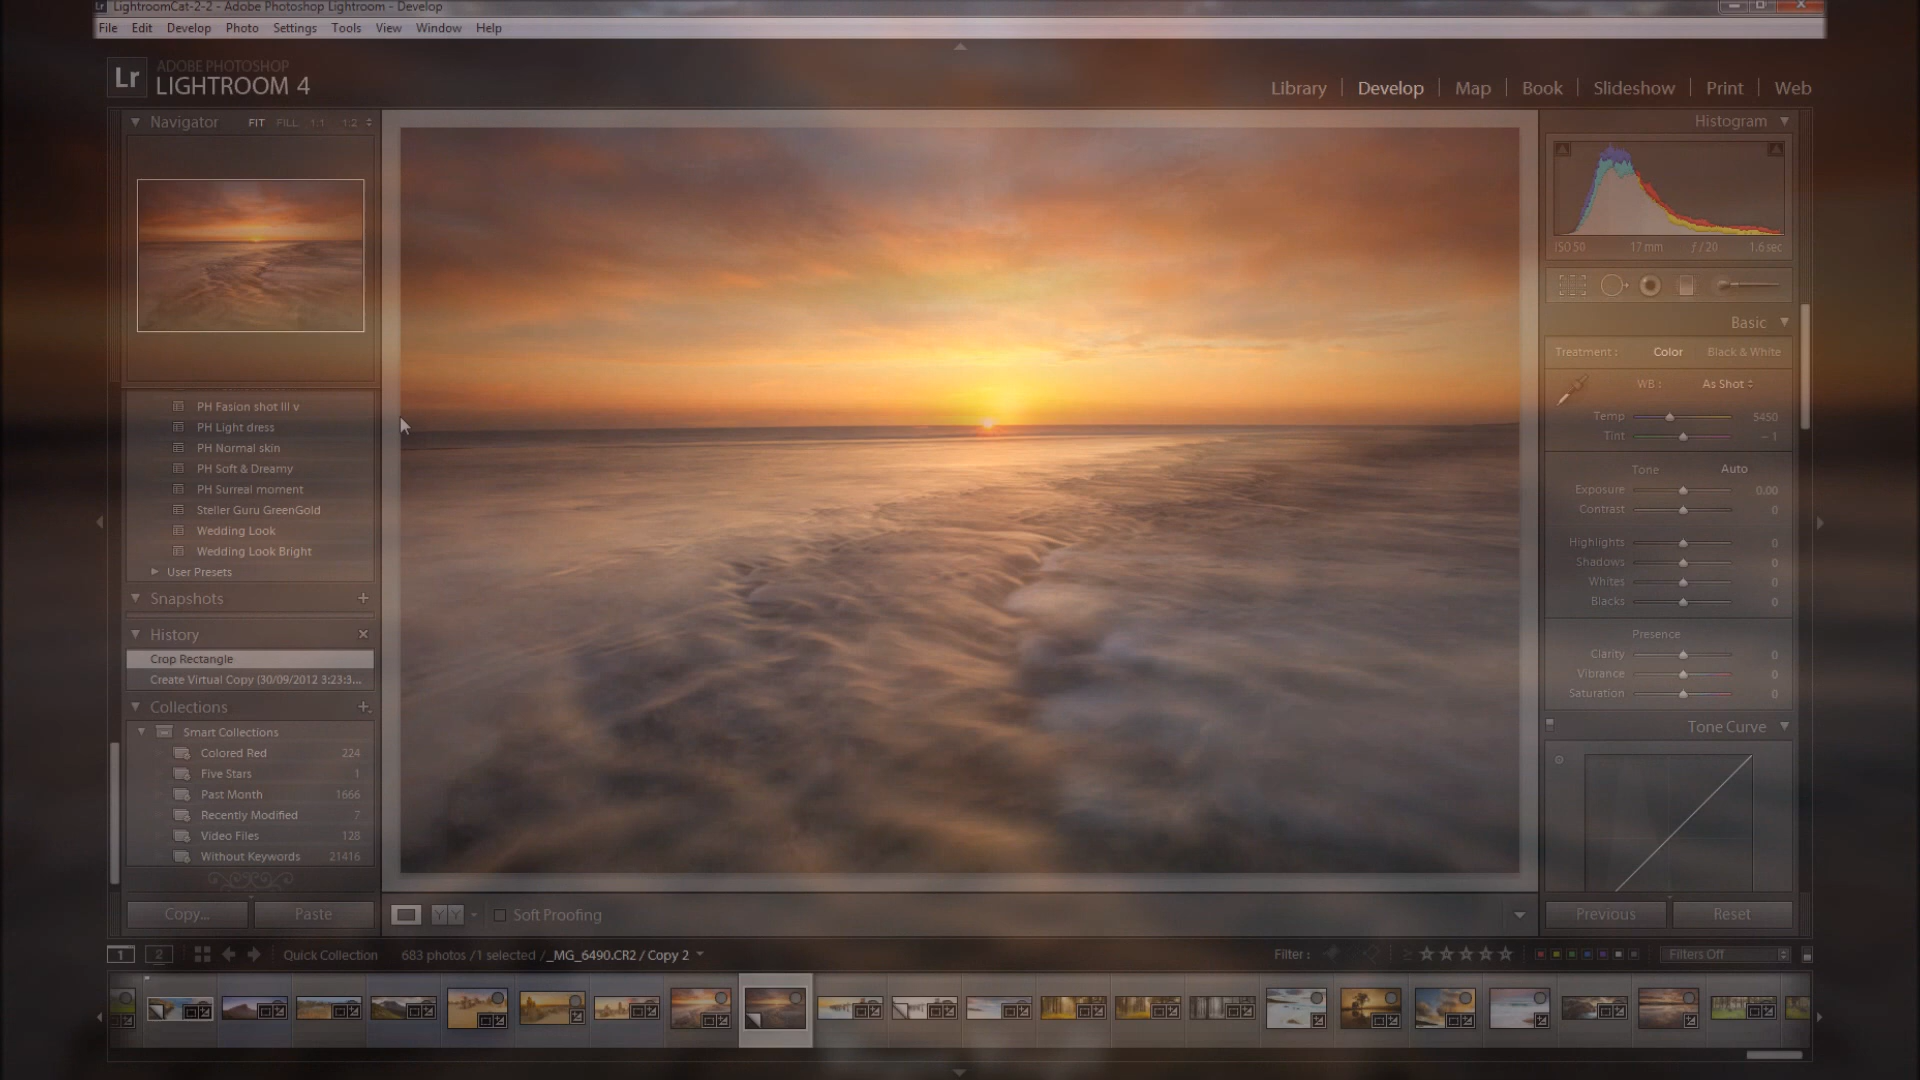 LightroomCat-2-2 - Adobe Photoshop Lightroom - Develop
File Edit Develop Photo Settings Tools View Window Help
Lr ADOBE PHOTOSHOP
LIGHTROOM 4
Library Develop Map Book Slideshow Print Web
Navigator FIT FILL 1:1 1:2
PH Fasion shot III v
PH Light dress
PH Normal skin
PH Soft & Dreamy
PH Surreal moment
Steller Guru GreenGold
Wedding Look
Wedding Look Bright
User Presets
Snapshots
History
Crop Rectangle
Create Virtual Copy (30/09/2012 3:23:3...
Collections
Smart Collections
Colored Red 224
Five Stars 1
Past Month 1666
Recently Modified 7
Video Files 128
Without Keywords 21416
Copy... Paste
Soft Proofing
Histogram
ISO 50 17 mm f / 20 1.6 sec
Basic
Treatment : Color Black & White
WB : As Shot
Temp 5450
Tint - 1
Tone Auto
Exposure 0.00
Contrast 0
Highlights 0
Shadows 0
Whites 0
Blacks 0
Presence
Clarity 0
Vibrance 0
Saturation 0
Tone Curve
Previous Reset
1 2 Quick Collection 683 photos / 1 selected / _MG_6490.CR2 / Copy 2
Filter : Filters Off